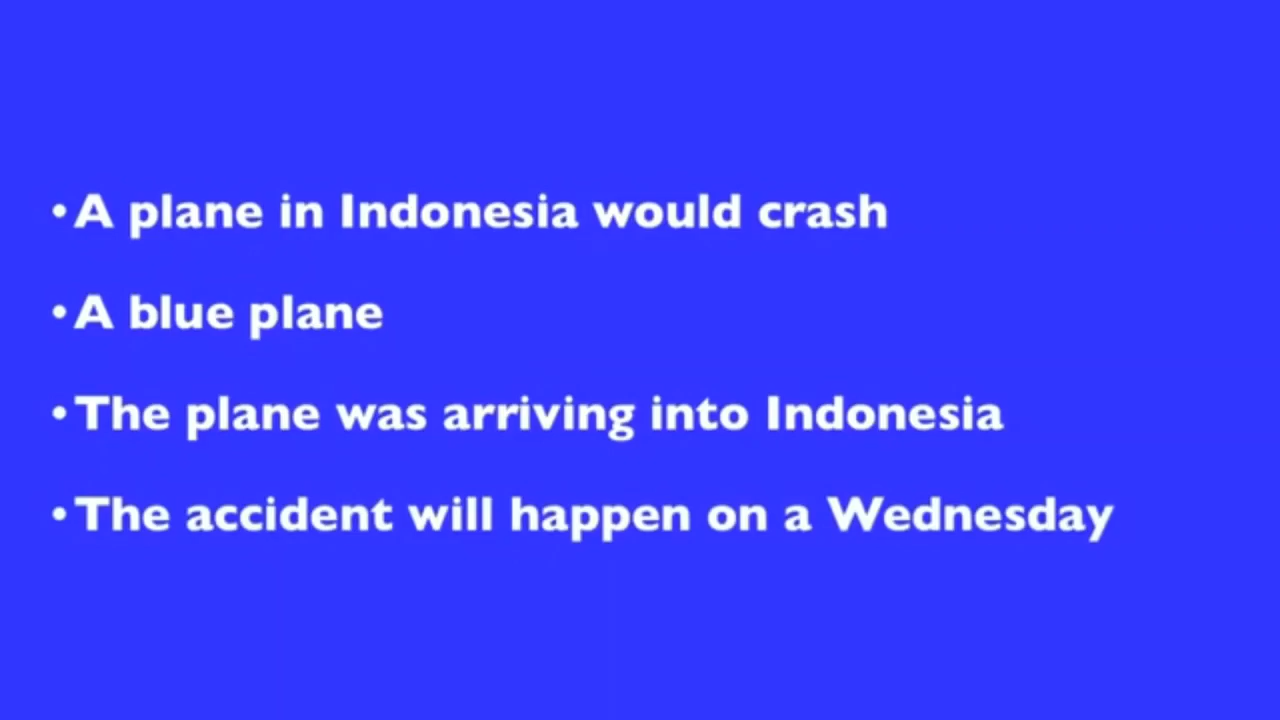 • A plane in Indonesia would crash
• A blue plane
• The plane was arriving into Indonesia
• The accident will happen on a Wednesday